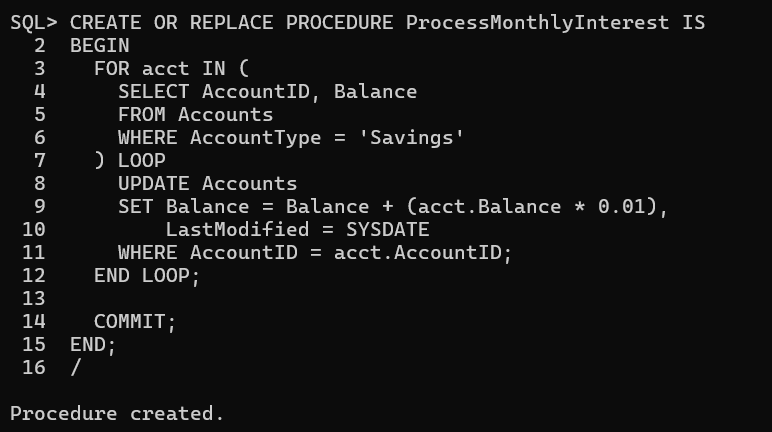 SQL> CREATE OR REPLACE PROCEDURE ProcessMonthlyInterest IS
  2  BEGIN
  3    FOR acct IN (
  4      SELECT AccountID, Balance
  5      FROM Accounts
  6      WHERE AccountType = 'Savings'
  7    ) LOOP
  8      UPDATE Accounts
  9      SET Balance = Balance + (acct.Balance * 0.01),
 10          LastModified = SYSDATE
 11      WHERE AccountID = acct.AccountID;
 12    END LOOP;
 13
 14    COMMIT;
 15  END;
 16  /
Procedure created.